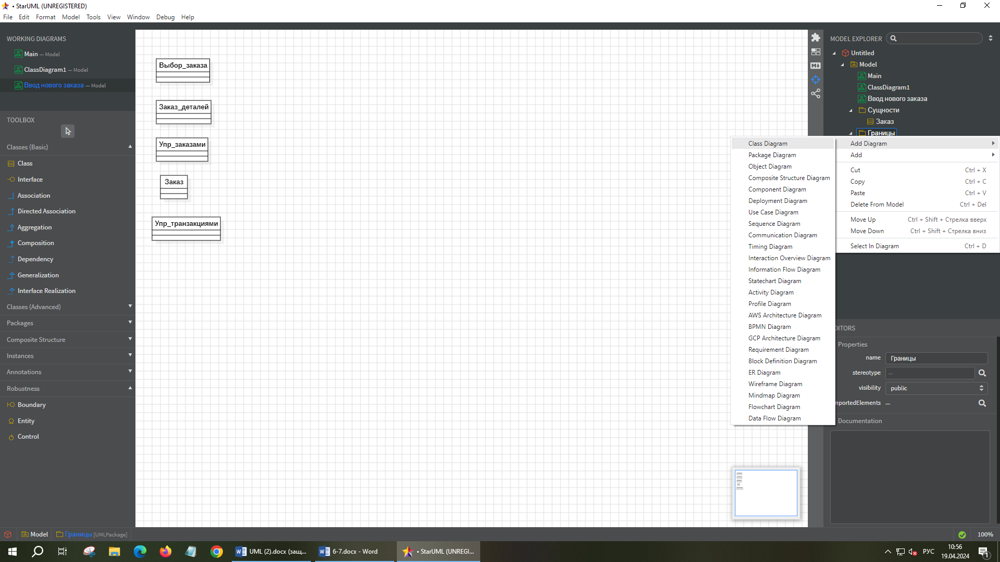 • StarUML (UNREGISTERED)
File Edit Format Model Tools View Window Debug Help
WORKING DIAGRAMS
Main — Model
ClassDiagram1 — Model
Ввод нового заказа — Model
TOOLBOX
Classes (Basic)
Class
Interface
Association
Directed Association
Aggregation
Composition
Dependency
Generalization
Interface Realization
Classes (Advanced)
Packages
Composite Structure
Instances
Annotations
Robustness
Boundary
Entity
Control
Выбор_заказа
Заказ_деталей
Упр_заказами
Заказ
Упр_транзакциями
MODEL EXPLORER
Untitled
Model
Main
ClassDiagram1
Ввод нового заказа
Сущности
Заказ
Границы
Class Diagram
Package Diagram
Object Diagram
Composite Structure Diagram
Component Diagram
Deployment Diagram
Use Case Diagram
Sequence Diagram
Communication Diagram
Timing Diagram
Interaction Overview Diagram
Information Flow Diagram
Statechart Diagram
Activity Diagram
Profile Diagram
AWS Architecture Diagram
BPMN Diagram
GCP Architecture Diagram
Requirement Diagram
Block Definition Diagram
ER Diagram
Wireframe Diagram
Mindmap Diagram
Flowchart Diagram
Data Flow Diagram
Add Diagram
Add
Cut Ctrl + X
Copy Ctrl + C
Paste Ctrl + V
Delete From Model Ctrl + Del
Move Up Ctrl + Shift + Стрелка вверх
Move Down Ctrl + Shift + Стрелка вниз
Select In Diagram Ctrl + D
DITORS
Properties
name Границы
stereotype —
visibility public
mportedElements —
Documentation
Model Границы [UMLPackage]
100%
UML (2).docx (защ...
6-7.docx - Word
• StarUML (UNREGI...
РУС
10:56
19.04.2024
1